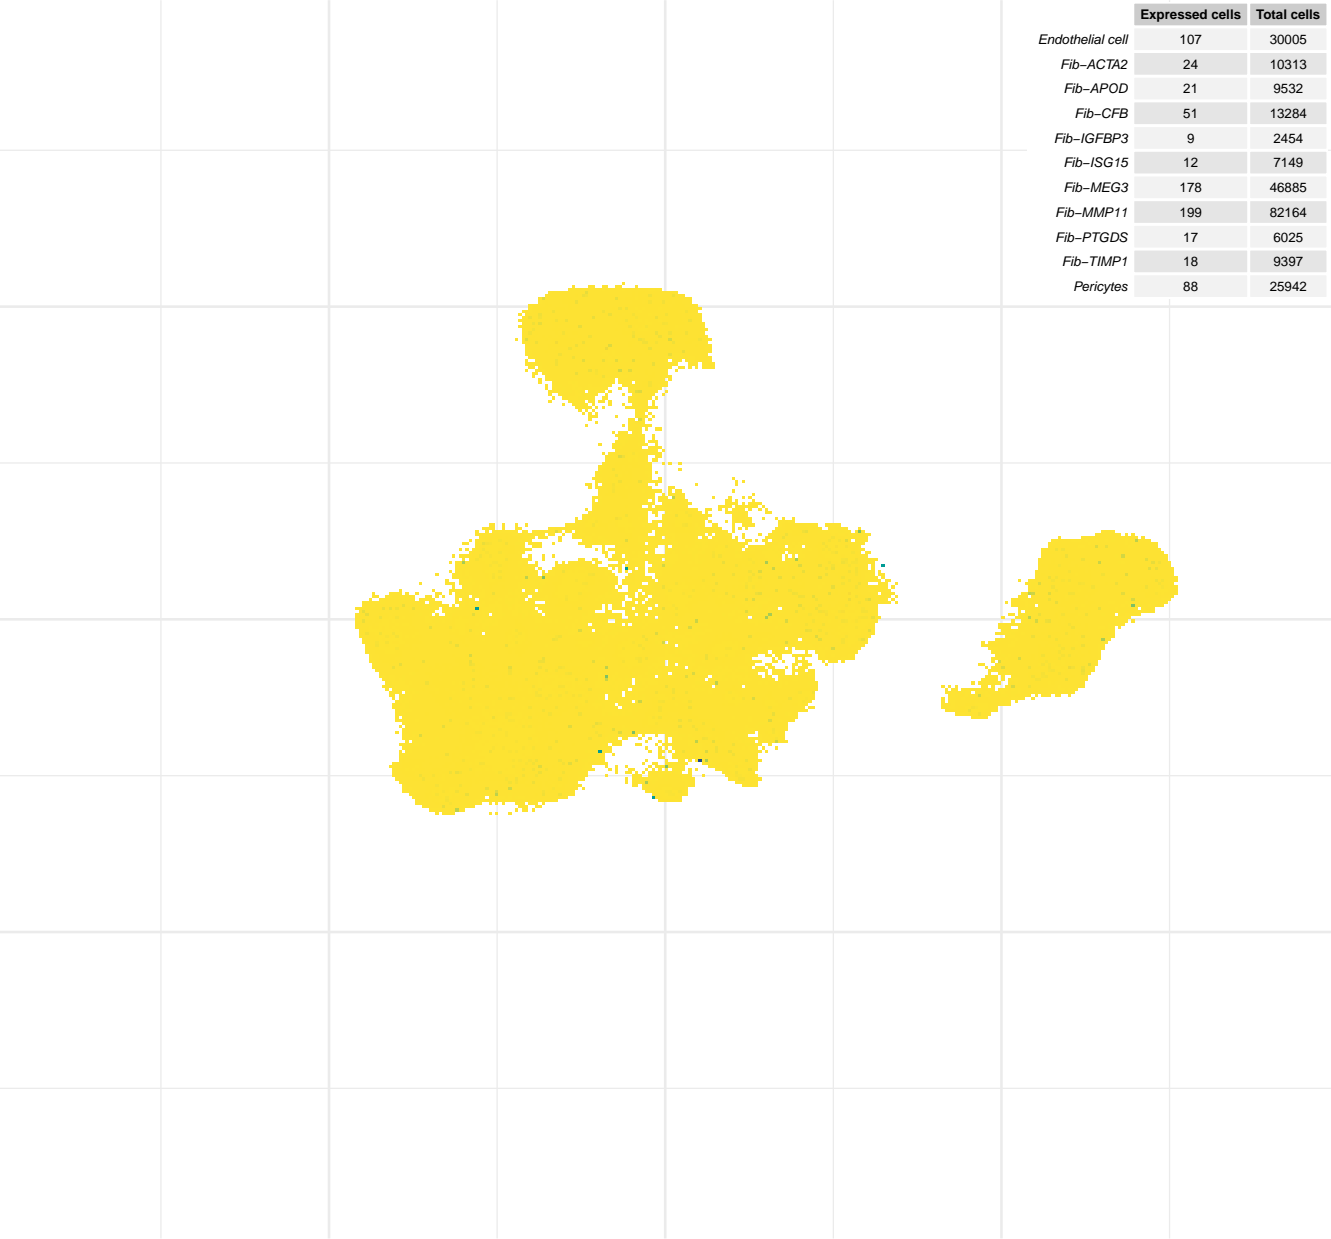 Expressed cells Total cells
Endothelial cell 107 30005
Fib−ACTA2 24 10313
Fib−APOD 21 9532
Fib−CFB 51 13284
Fib−IGFBP3 9 2454
Fib−ISG15 12 7149
Fib−MEG3 178 46885
Fib−MMP11 199 82164
Fib−PTGDS 17 6025
Fib−TIMP1 18 9397
Pericytes 88 25942